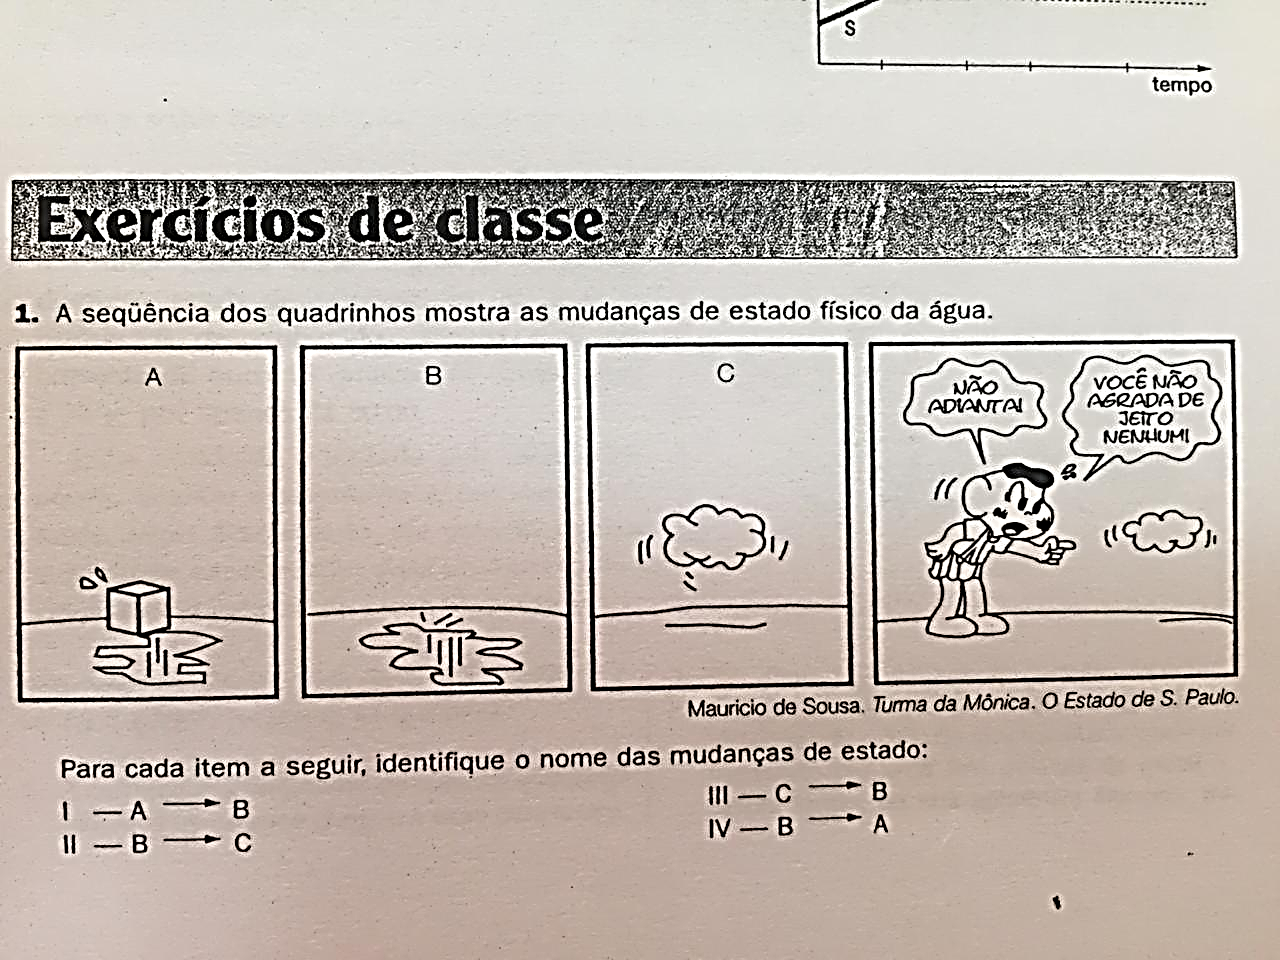 S
tempo
Exercícios de classe
1. A seqüência dos quadrinhos mostra as mudanças de estado físico da água.
A
B
C
NÃO
ADIANTA!
VOCÊ NÃO
AGRADA DE
JEITO
NENHUM!
Mauricio de Sousa. Turma da Mônica. O Estado de S. Paulo.
Para cada item a seguir, identifique o nome das mudanças de estado:
I — A → B
II — B → C
III — C → B
IV — B → A